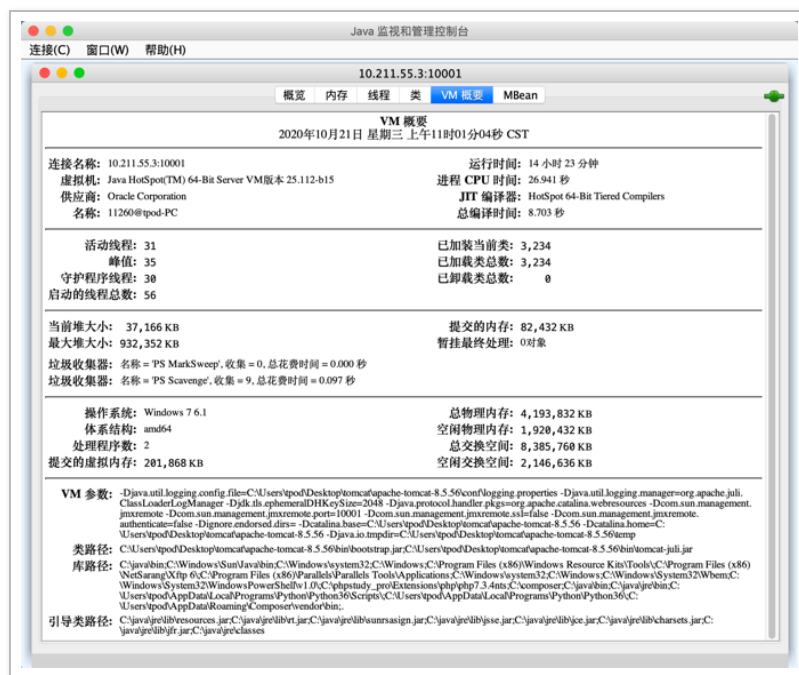 Java 监视和管理控制台
连接(C) 窗口(W) 帮助(H)
10.211.55.3:10001
概览 内存 线程 类 VM 概要 MBean
VM 概要
2020年10月21日 星期三 上午11时01分04秒 CST
连接名称: 10.211.55.3:10001 运行时间: 14 小时 23 分钟
虚拟机: Java HotSpot(TM) 64-Bit Server VM版本 25.112-b15 进程 CPU 时间: 26.941 秒
供应商: Oracle Corporation JIT 编译器: HotSpot 64-Bit Tiered Compilers
名称: 11260@tpod-PC 总编译时间: 8.703 秒
活动线程: 31 已加装当前类: 3,234
峰值: 35 已加载类总数: 3,234
守护程序线程: 30 已卸载类总数: 0
启动的线程总数: 56
当前堆大小: 37,166 KB 提交的内存: 82,432 KB
最大堆大小: 932,352 KB 暂挂最终处理: 0对象
垃圾收集器: 名称 = 'PS MarkSweep', 收集 = 0, 总花费时间 = 0.000 秒
垃圾收集器: 名称 = 'PS Scavenge', 收集 = 9, 总花费时间 = 0.097 秒
操作系统: Windows 7 6.1 总物理内存: 4,193,832 KB
体系结构: amd64 空闲物理内存: 1,920,432 KB
处理程序数: 2 总交换空间: 8,385,760 KB
提交的虚拟内存: 201,868 KB 空闲交换空间: 2,146,636 KB
VM 参数: -Djava.util.logging.config.file=C:\Users\tpod\Desktop\tomcat\apache-tomcat-8.5.56\conf\logging.properties -Djava.util.logging.manager=org.apache.juli.
ClassLoaderLogManager -Djdk.tls.ephemeralDHKeySize=2048 -Djava.protocol.handler.pkgs=org.apache.catalina.webresources -Dcom.sun.management.
jmxremote -Dcom.sun.management.jmxremote.port=10001 -Dcom.sun.management.jmxremote.ssl=false -Dcom.sun.management.jmxremote.
authenticate=false -Dignore.endorsed.dirs= -Dcatalina.base=C:\Users\tpod\Desktop\tomcat\apache-tomcat-8.5.56 -Dcatalina.home=C:
\Users\tpod\Desktop\tomcat\apache-tomcat-8.5.56 -Djava.io.tmpdir=C:\Users\tpod\Desktop\tomcat\apache-tomcat-8.5.56\temp
类路径: C:\Users\tpod\Desktop\tomcat\apache-tomcat-8.5.56\bin\bootstrap.jar;C:\Users\tpod\Desktop\tomcat\apache-tomcat-8.5.56\bin\tomcat-juli.jar
库路径: C:\java\bin;C:\Windows\Sun\Java\bin;C:\Windows\system32;C:\Windows;C:\Program Files (x86)\Windows Resource Kits\Tools\;C:\Program Files (x86)
\NetSarang\Xftp 6\;C:\Program Files (x86)\Parallels\Parallels Tools\Applications;C:\Windows\system32;C:\Windows;C:\Windows\System32\Wbem;C:
\Windows\System32\WindowsPowerShell\v1.0\;C:\phpstudy_pro\Extensions\php\php7.3.4nts;C:\composer;C:\java\bin;C:\java\jre\bin;C:
\Users\tpod\AppData\Local\Programs\Python\Python36\Scripts\;C:\Users\tpod\AppData\Local\Programs\Python\Python36\;C:
\Users\tpod\AppData\Roaming\Composer\vendor\bin;.
引导类路径: C:\java\jre\lib\resources.jar;C:\java\jre\lib\rt.jar;C:\java\jre\lib\sunrsasign.jar;C:\java\jre\lib\jsse.jar;C:\java\jre\lib\jce.jar;C:\java\jre\lib\charsets.jar;C:
\java\jre\lib\jfr.jar;C:\java\jre\classes